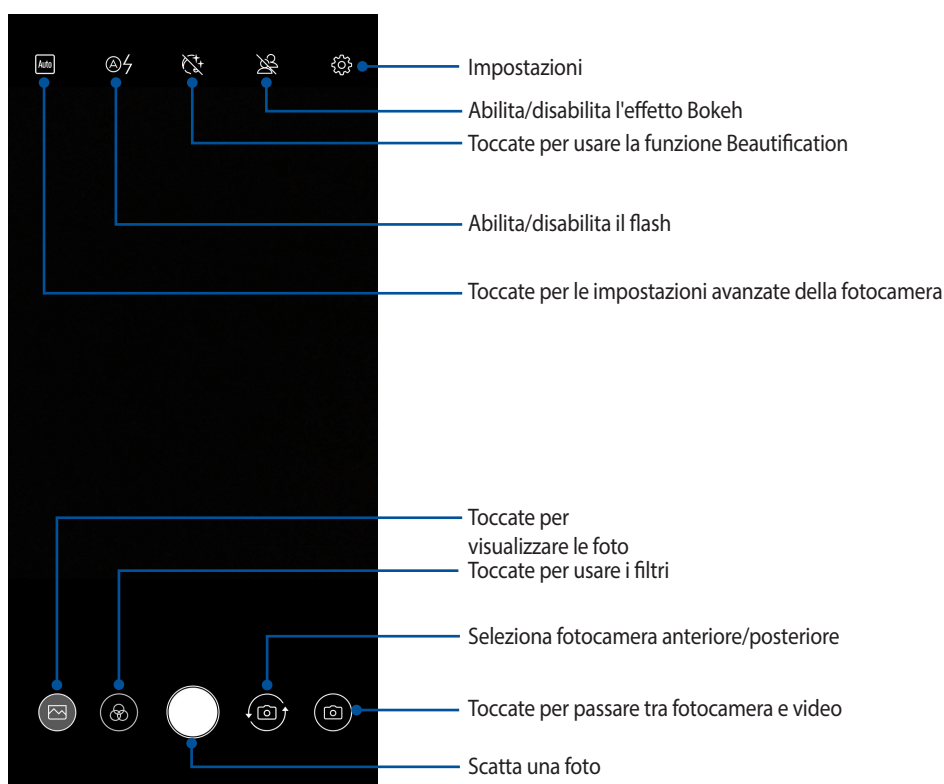 Auto
Impostazioni
Abilita/disabilita l'effetto Bokeh
Toccate per usare la funzione Beautification
Abilita/disabilita il flash
Toccate per le impostazioni avanzate della fotocamera
Toccate per
visualizzare le foto
Toccate per usare i filtri
Seleziona fotocamera anteriore/posteriore
Toccate per passare tra fotocamera e video
Scatta una foto